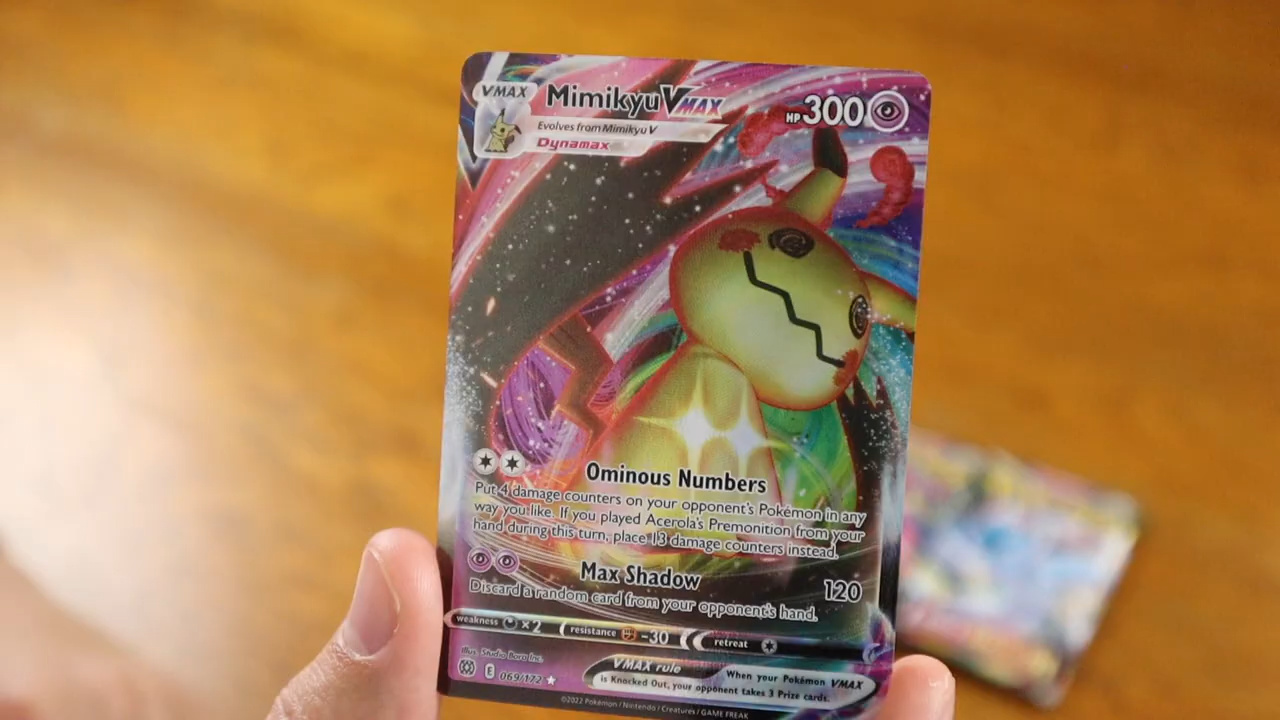 VMAX
Mimikyu VMAX
HP 300
Evolves from Mimikyu V
Dynamax
Ominous Numbers
Put 4 damage counters on your opponent's Pokémon in any
way you like. If you played Acerola's Premonition from your
hand during this turn, place 13 damage counters instead.
Max Shadow 120
Discard a random card from your opponent's hand.
weakness ×2 resistance -30 retreat
Illus. Studio Bora Inc.
E 069/172
VMAX rule When your Pokémon VMAX
is Knocked Out, your opponent takes 3 Prize cards.
©2022 Pokémon / Nintendo / Creatures / GAME FREAK